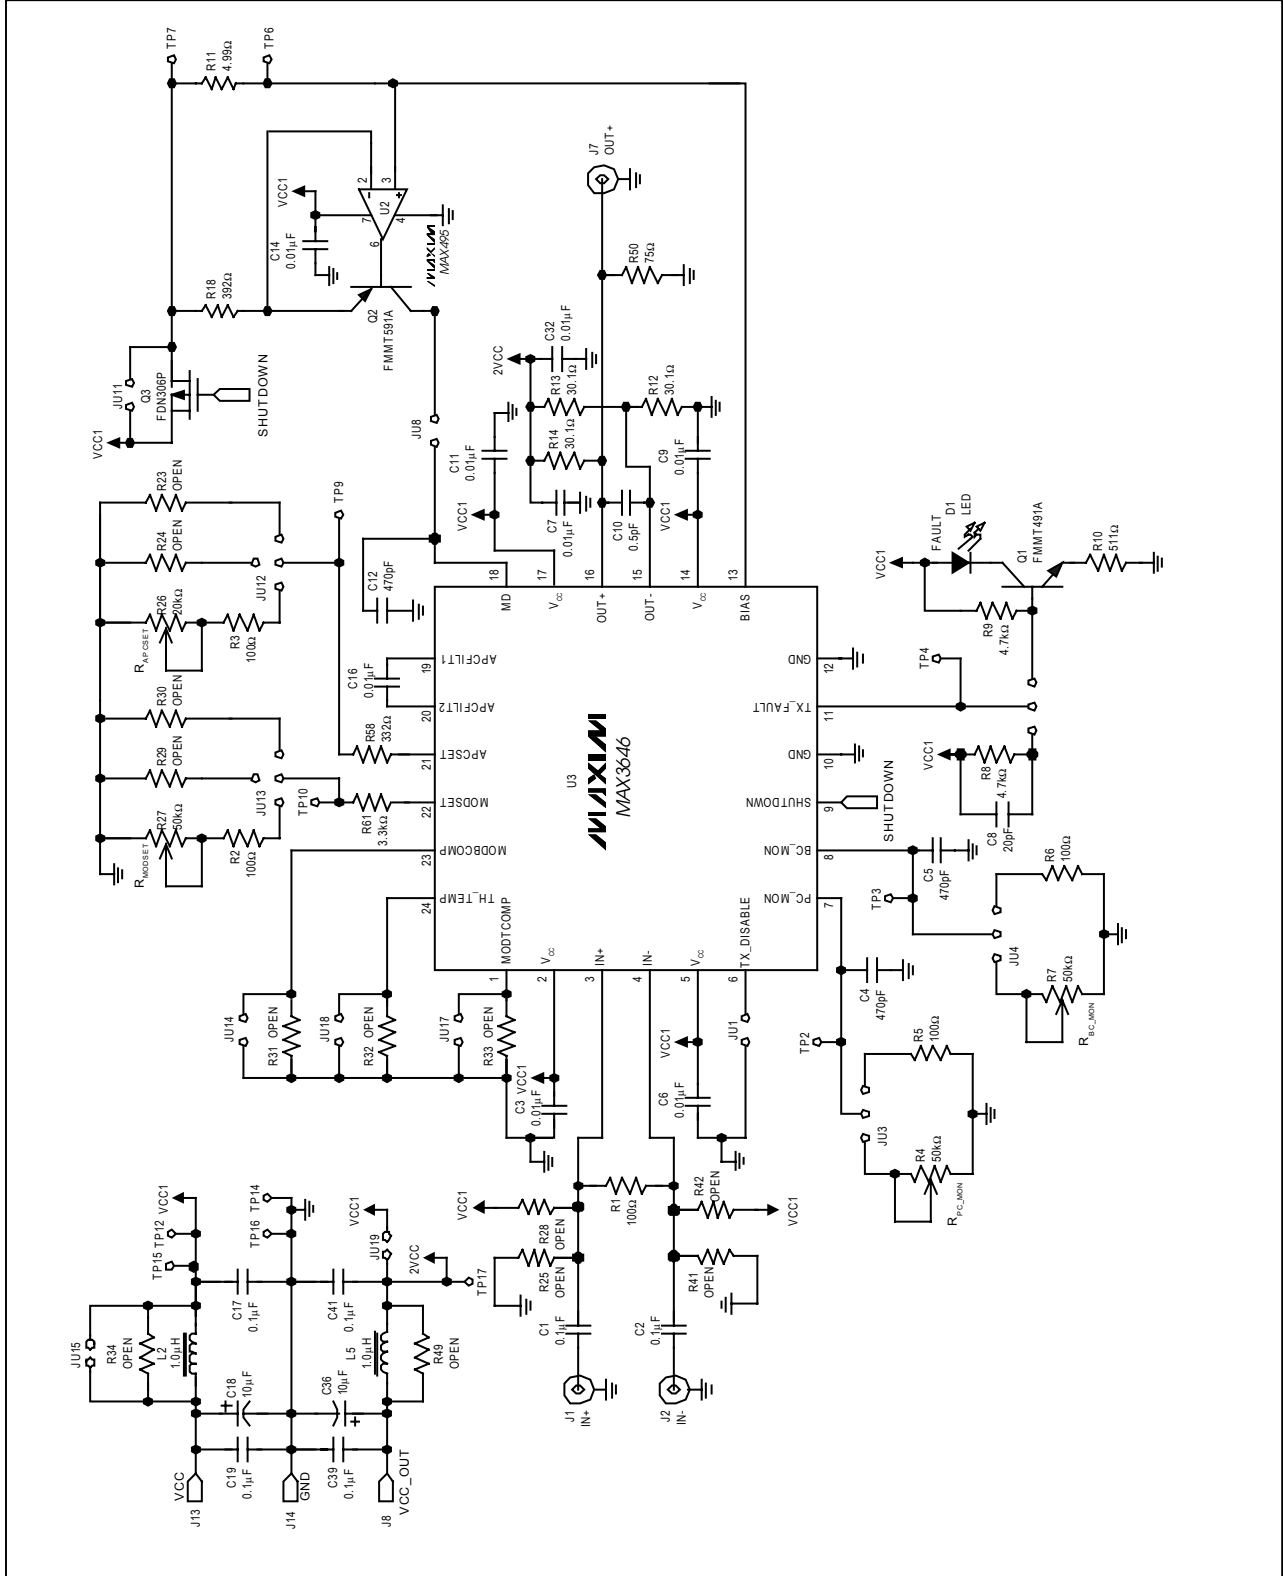 TP7
R11
4.99Ω
TP6
2
3
7
4
6
U2
VCC1
C14
0.01µF
MAXIM
MAX495
R18
392Ω
Q2
FMMT591A
JU11
Q3
FDN306P
VCC1
SHUTDOWN
JU8
J7
OUT+
R50
75Ω
2VCC
C32
0.01µF
R13
30.1Ω
R12
30.1Ω
R14
30.1Ω
C11
0.01µF
VCC1
C7
0.01µF
C10
0.5pF
C9
0.01µF
VCC1
R23
OPEN
R24
OPEN
R26
20kΩ
RAPCSET
R3
100Ω
JU12
TP9
R30
OPEN
R29
OPEN
R27
50kΩ
RMODSET
R2
100Ω
JU13
TP10
R58
332Ω
R61
3.3kΩ
C16
0.01µF
C12
470pF
18
MD
17
VCC
16
OUT+
15
OUT-
14
VCC
13
BIAS
19
APCFILT1
20
APCFILT2
21
APCSET
22
MODSET
23
MODBCOMP
24
TH_TEMP
U3
MAXIM
MAX3646
GND
12
TX_FAULT
11
GND
10
SHUTDOWN
9
BC_MON
8
PC_MON
7
MODTCOMP
1
VCC
2
IN+
3
IN-
4
VCC
5
TX_DISABLE
6
VCC1
FAULT
D1
LED
Q1
FMMT491A
R10
511Ω
R9
4.7kΩ
TP4
VCC1
R8
4.7kΩ
C8
20pF
SHUTDOWN
C5
470pF
TP3
R6
100Ω
JU4
R7
50kΩ
RBC_MON
C4
470pF
TP2
R5
100Ω
JU3
R4
50kΩ
RPC_MON
JU14
R31 OPEN
JU18
R32 OPEN
JU17
R33 OPEN
VCC1
C3
0.01µF
VCC1
C6
0.01µF
JU1
VCC1
R28
OPEN
R25
OPEN
R1
100Ω
R42
OPEN
VCC1
R41
OPEN
C1
0.1µF
C2
0.1µF
J1
IN+
J2
IN-
VCC1
TP12
TP15
TP14
TP16
VCC1
JU19
2VCC
TP17
C17
0.1µF
C41
0.1µF
JU15
R34
OPEN
L2
1.0µH
L5
1.0µH
R49
OPEN
C18
10µF
+
C36
10µF
+
C19
0.1µF
C39
0.1µF
VCC
J13
GND
J14
VCC_OUT
J8